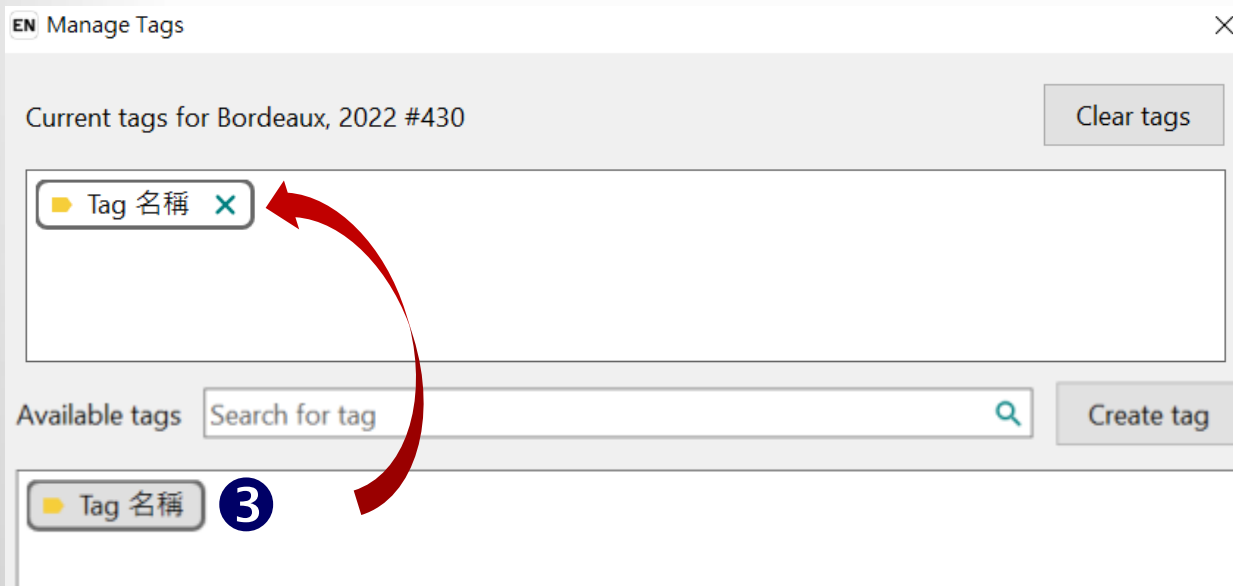 EN Manage Tags
Current tags for Bordeaux, 2022 #430
Clear tags
Tag 名稱
Available tags
Search for tag
Create tag
Tag 名稱
3